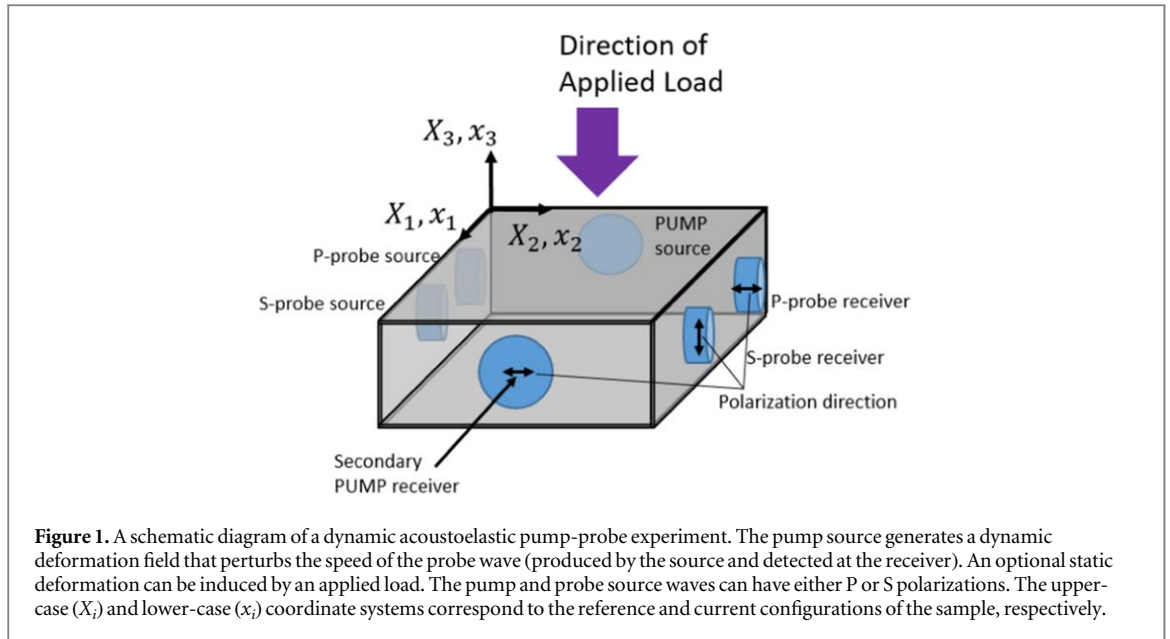 Direction of
Applied Load
X₃, x₃
X₁, x₁
X₂, x₂
PUMP
source
P-probe source
S-probe source
P-probe receiver
S-probe receiver
Polarization direction
Secondary
PUMP receiver
Figure 1. A schematic diagram of a dynamic acoustoelastic pump-probe experiment. The pump source generates a dynamic
deformation field that perturbs the speed of the probe wave (produced by the source and detected at the receiver). An optional static
deformation can be induced by an applied load. The pump and probe source waves can have either P or S polarizations. The upper-
case (Xᵢ) and lower-case (xᵢ) coordinate systems correspond to the reference and current configurations of the sample, respectively.